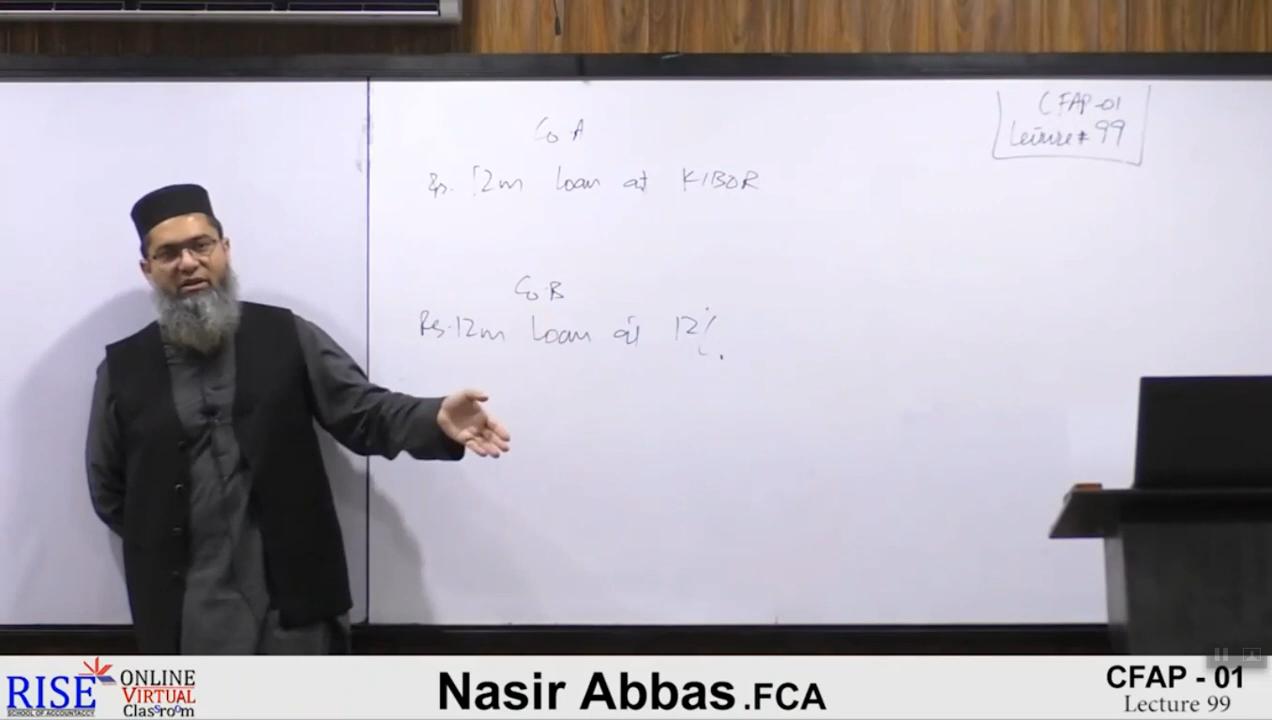 CFAP-01
Lecture# 99
Co. A
Rs. 12m Loan at KIBOR
Co. B
Rs. 12m Loan at 12%.
RISE
SCHOOL OF ACCOUNTANCY
ONLINE
VIRTUAL
Classroom
Nasir Abbas.FCA
CFAP - 01
Lecture 99